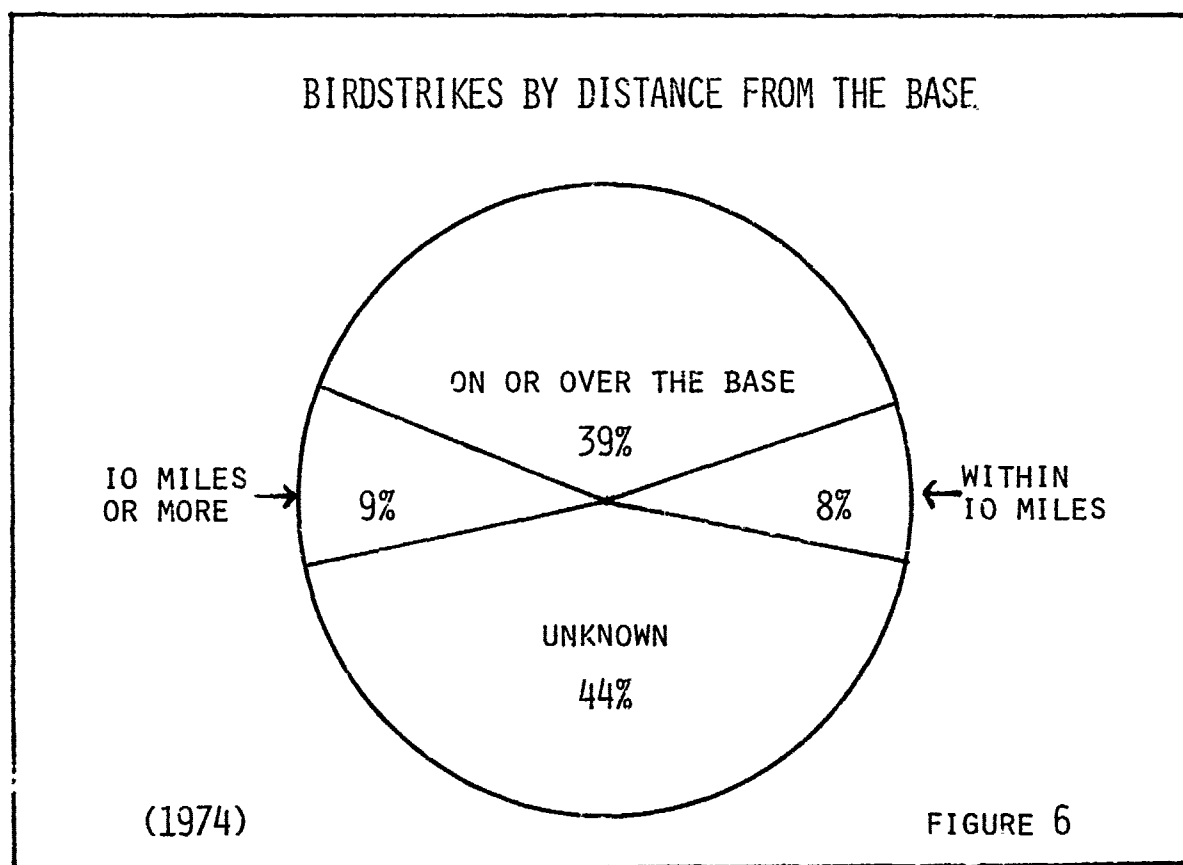 BIRDSTRIKES BY DISTANCE FROM THE BASE
ON OR OVER THE BASE
39%
10 MILES
OR MORE
9%
8%
WITHIN
10 MILES
UNKNOWN
44%
(1974)
FIGURE 6